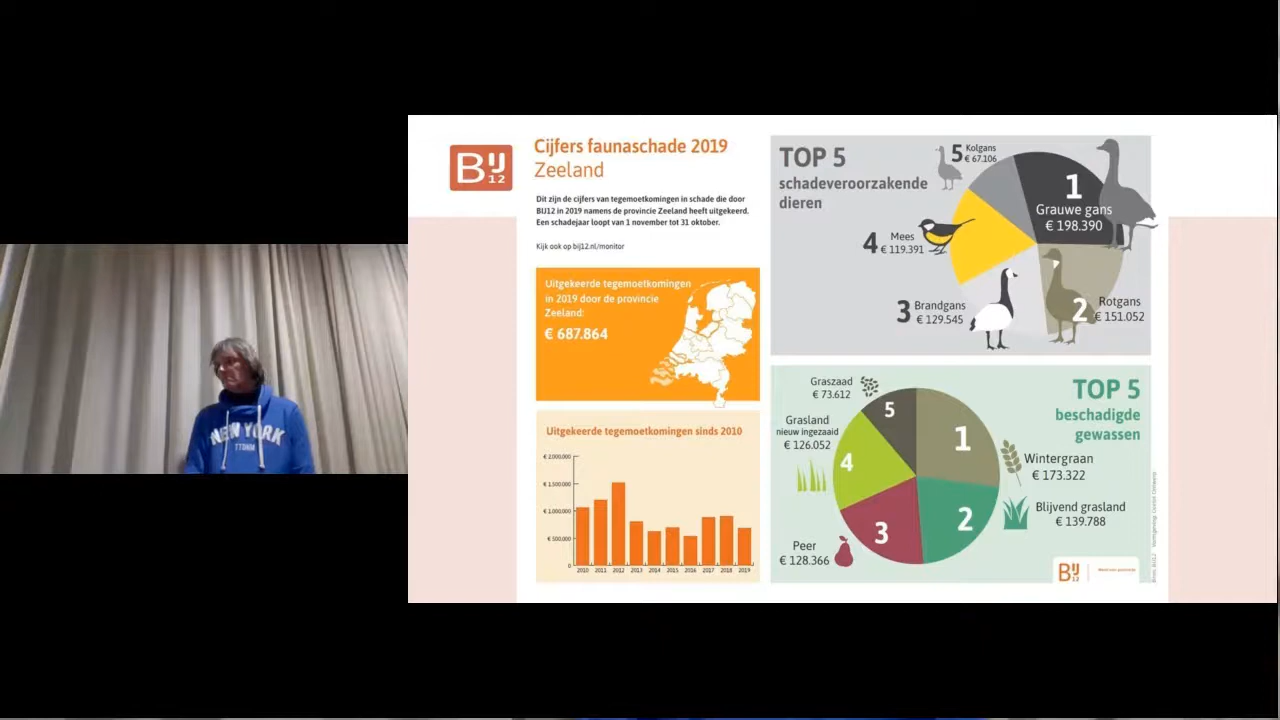 NEW YORK
BIJ
12
Cijfers faunaschade 2019
Zeeland
Dit zijn de cijfers van tegemoetkomingen in schade die door
BIJ12 in 2019 namens de provincie Zeeland heeft uitgekeerd.
Een schadejaar loopt van 1 november tot 31 oktober.
Kijk ook op bij12.nl/monitor
Uitgekeerde tegemoetkomingen
in 2019 door de provincie
Zeeland:
€ 687.864
Uitgekeerde tegemoetkomingen sinds 2010
€ 2.000.000
€ 1.500.000
€ 1.000.000
€ 500.000
0
2010 2011 2012 2013 2014 2015 2016 2017 2018 2019
TOP 5
schadeveroorzakende
dieren
5 Kolgans
€ 67.106
1
Grauwe gans
€ 198.390
4 Mees
€ 119.391
3 Brandgans
€ 129.545
2 Rotgans
€ 151.052
TOP 5
beschadigde
gewassen
Graszaad
€ 73.612
5
1
Grasland
nieuw ingezaaid
€ 126.052
4
Wintergraan
€ 173.322
2
Blijvend grasland
€ 139.788
3
Peer
€ 128.366
BIJ
12